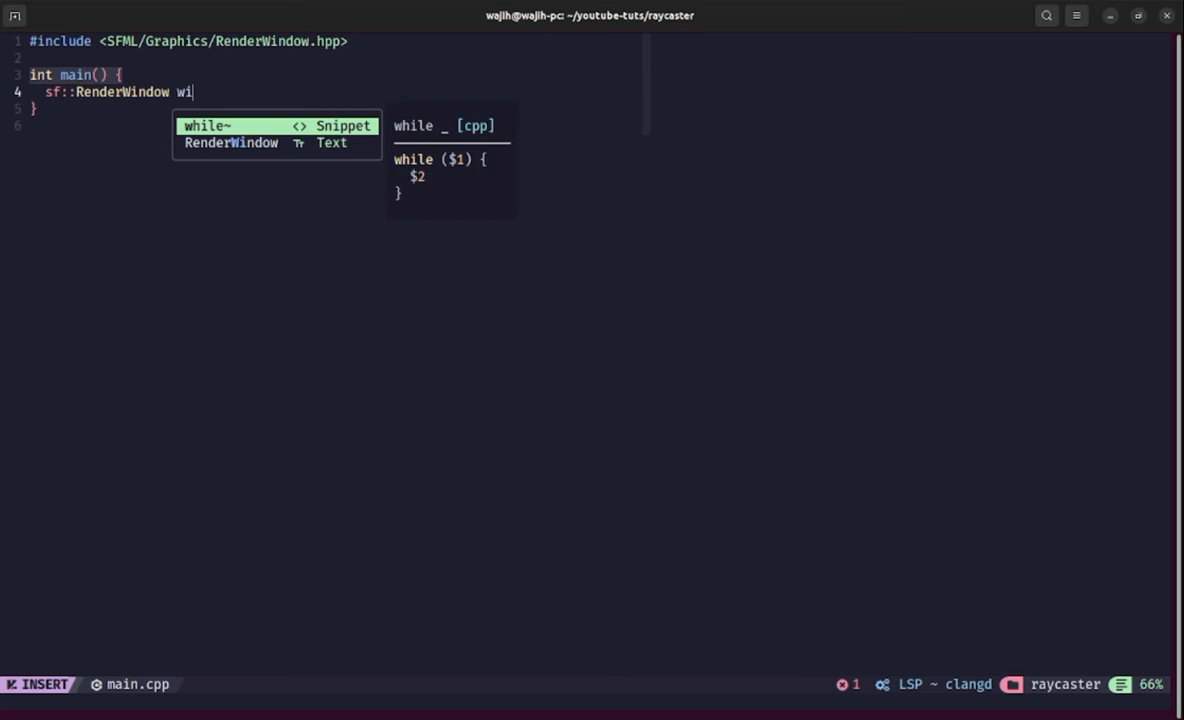 wajih@wajih-pc: ~/youtube-tuts/raycaster
1 #include <SFML/Graphics/RenderWindow.hpp>
2
3 int main() {
4   sf::RenderWindow wi
5 }
6
while~ <> Snippet
RenderWindow Tт Text
while _ [cpp]
while ($1) {
  $2
}
INSERT main.cpp 1 LSP ~ clangd raycaster 66%